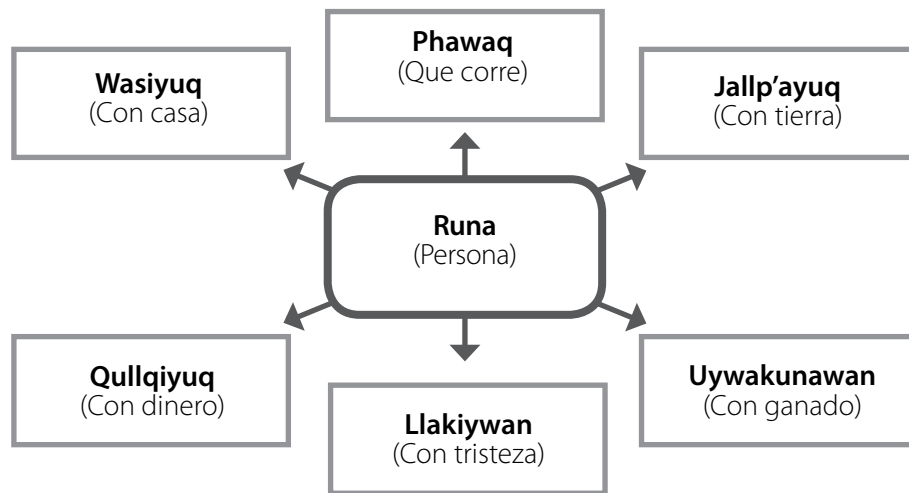 Phawaq
(Que corre)
Wasiyuq
(Con casa)
Jallp'ayuq
(Con tierra)
Runa
(Persona)
Qullqiyuq
(Con dinero)
Llakiywan
(Con tristeza)
Uywakunawan
(Con ganado)